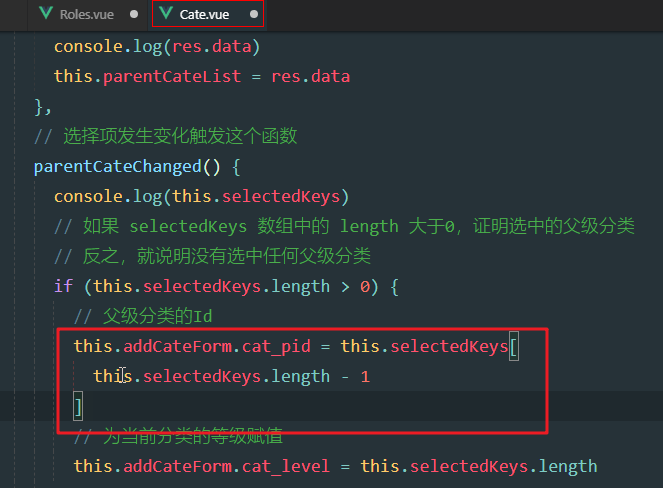 Roles.vue
Cate.vue
console.log(res.data)
this.parentCateList = res.data
},
// 选择项发生变化触发这个函数
parentCateChanged() {
console.log(this.selectedKeys)
// 如果 selectedKeys 数组中的 length 大于0，证明选中的父级分类
// 反之，就说明没有选中任何父级分类
if (this.selectedKeys.length > 0) {
// 父级分类的Id
this.addCateForm.cat_pid = this.selectedKeys[
this.selectedKeys.length - 1
]
// 为当前分类的等级赋值
this.addCateForm.cat_level = this.selectedKeys.length